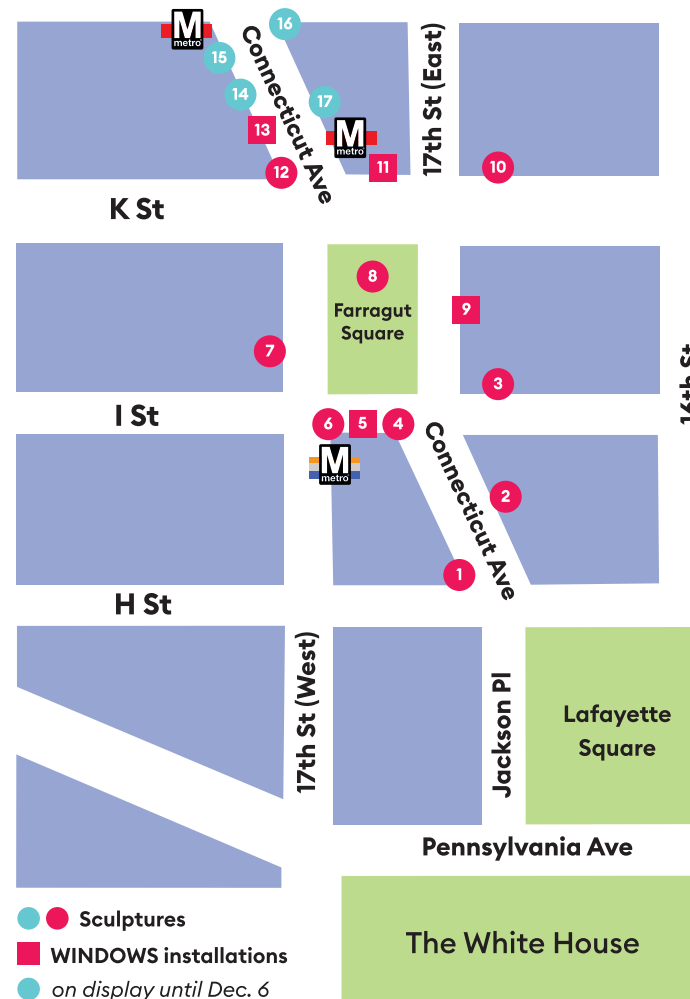 M
metro
16
15
Connecticut Ave
17th St (East)
14
17
13
M
metro
12
11
10
K St
8
Farragut
Square
9
7
3
16th St
I St
6
5
4
Connecticut Ave
M
metro
2
1
H St
17th St (West)
Jackson Pl
Lafayette
Square
Pennsylvania Ave
Sculptures
WINDOWS installations
on display until Dec. 6
The White House